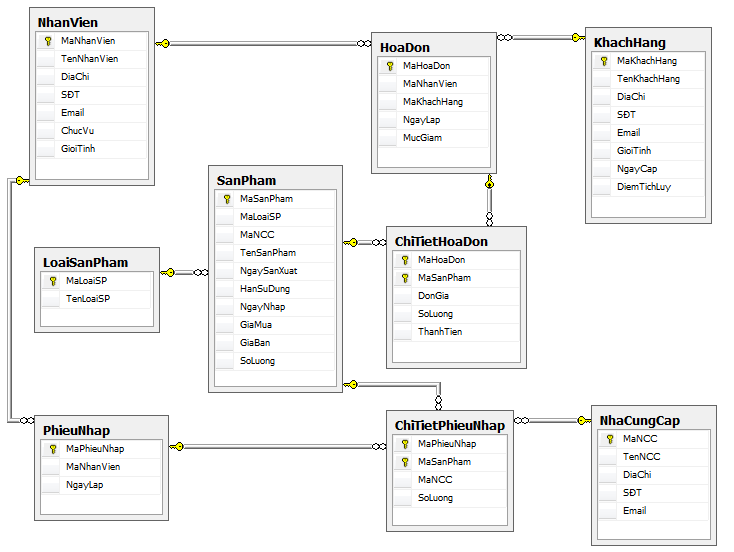 NhanVien
MaNhanVien
TenNhanVien
DiaChi
SĐT
Email
ChucVu
GioiTinh
HoaDon
MaHoaDon
MaNhanVien
MaKhachHang
NgayLap
MucGiam
KhachHang
MaKhachHang
TenKhachHang
DiaChi
SĐT
Email
GioiTinh
NgayCap
DiemTichLuy
SanPham
MaSanPham
MaLoaiSP
MaNCC
TenSanPham
NgaySanXuat
HanSuDung
NgayNhap
GiaMua
GiaBan
SoLuong
LoaiSanPham
MaLoaiSP
TenLoaiSP
ChiTietHoaDon
MaHoaDon
MaSanPham
DonGia
SoLuong
ThanhTien
PhieuNhap
MaPhieuNhap
MaNhanVien
NgayLap
ChiTietPhieuNhap
MaPhieuNhap
MaSanPham
MaNCC
SoLuong
NhaCungCap
MaNCC
TenNCC
DiaChi
SĐT
Email